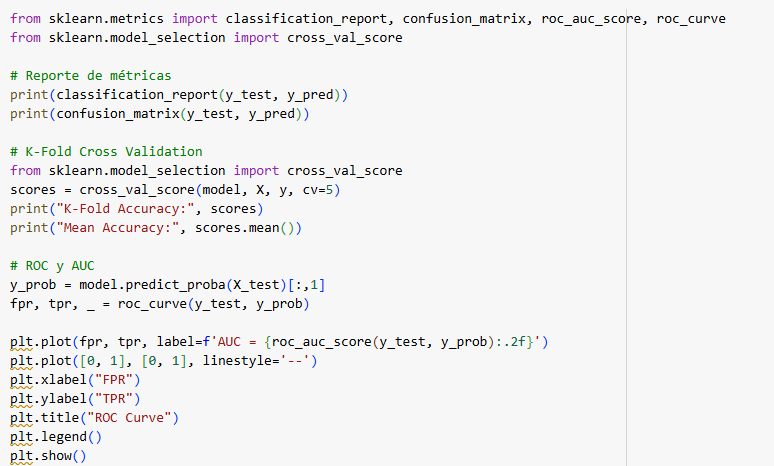 from sklearn.metrics import classification_report, confusion_matrix, roc_auc_score, roc_curve
from sklearn.model_selection import cross_val_score
# Reporte de métricas
print(classification_report(y_test, y_pred))
print(confusion_matrix(y_test, y_pred))
# K-Fold Cross Validation
from sklearn.model_selection import cross_val_score
scores = cross_val_score(model, X, y, cv=5)
print("K-Fold Accuracy:", scores)
print("Mean Accuracy:", scores.mean())
# ROC y AUC
y_prob = model.predict_proba(X_test)[:,1]
fpr, tpr, _ = roc_curve(y_test, y_prob)
plt.plot(fpr, tpr, label=f'AUC = {roc_auc_score(y_test, y_prob):.2f}')
plt.plot([0, 1], [0, 1], linestyle='--')
plt.xlabel("FPR")
plt.ylabel("TPR")
plt.title("ROC Curve")
plt.legend()
plt.show()